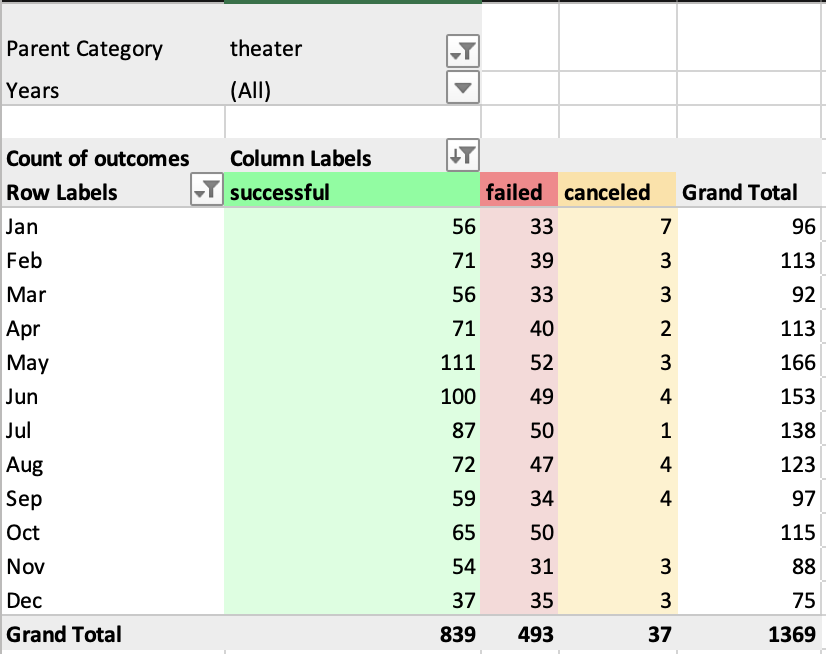 Parent Category theater
Years (All)
Count of outcomes Column Labels
Row Labels successful failed canceled Grand Total
Jan 56 33 7 96
Feb 71 39 3 113
Mar 56 33 3 92
Apr 71 40 2 113
May 111 52 3 166
Jun 100 49 4 153
Jul 87 50 1 138
Aug 72 47 4 123
Sep 59 34 4 97
Oct 65 50 115
Nov 54 31 3 88
Dec 37 35 3 75
Grand Total 839 493 37 1369